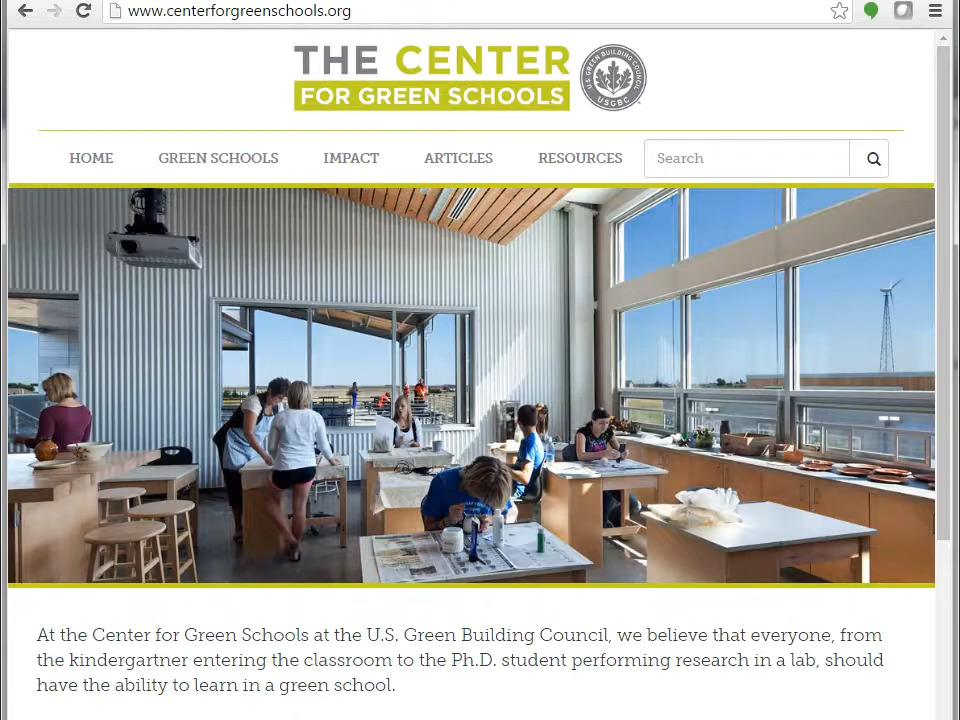 www.centerforgreenschools.org
THE CENTER
FOR GREEN SCHOOLS
U.S. GREEN BUILDING COUNCIL
USGBC
HOME GREEN SCHOOLS IMPACT ARTICLES RESOURCES Search
At the Center for Green Schools at the U.S. Green Building Council, we believe that everyone, from
the kindergartner entering the classroom to the Ph.D. student performing research in a lab, should
have the ability to learn in a green school.